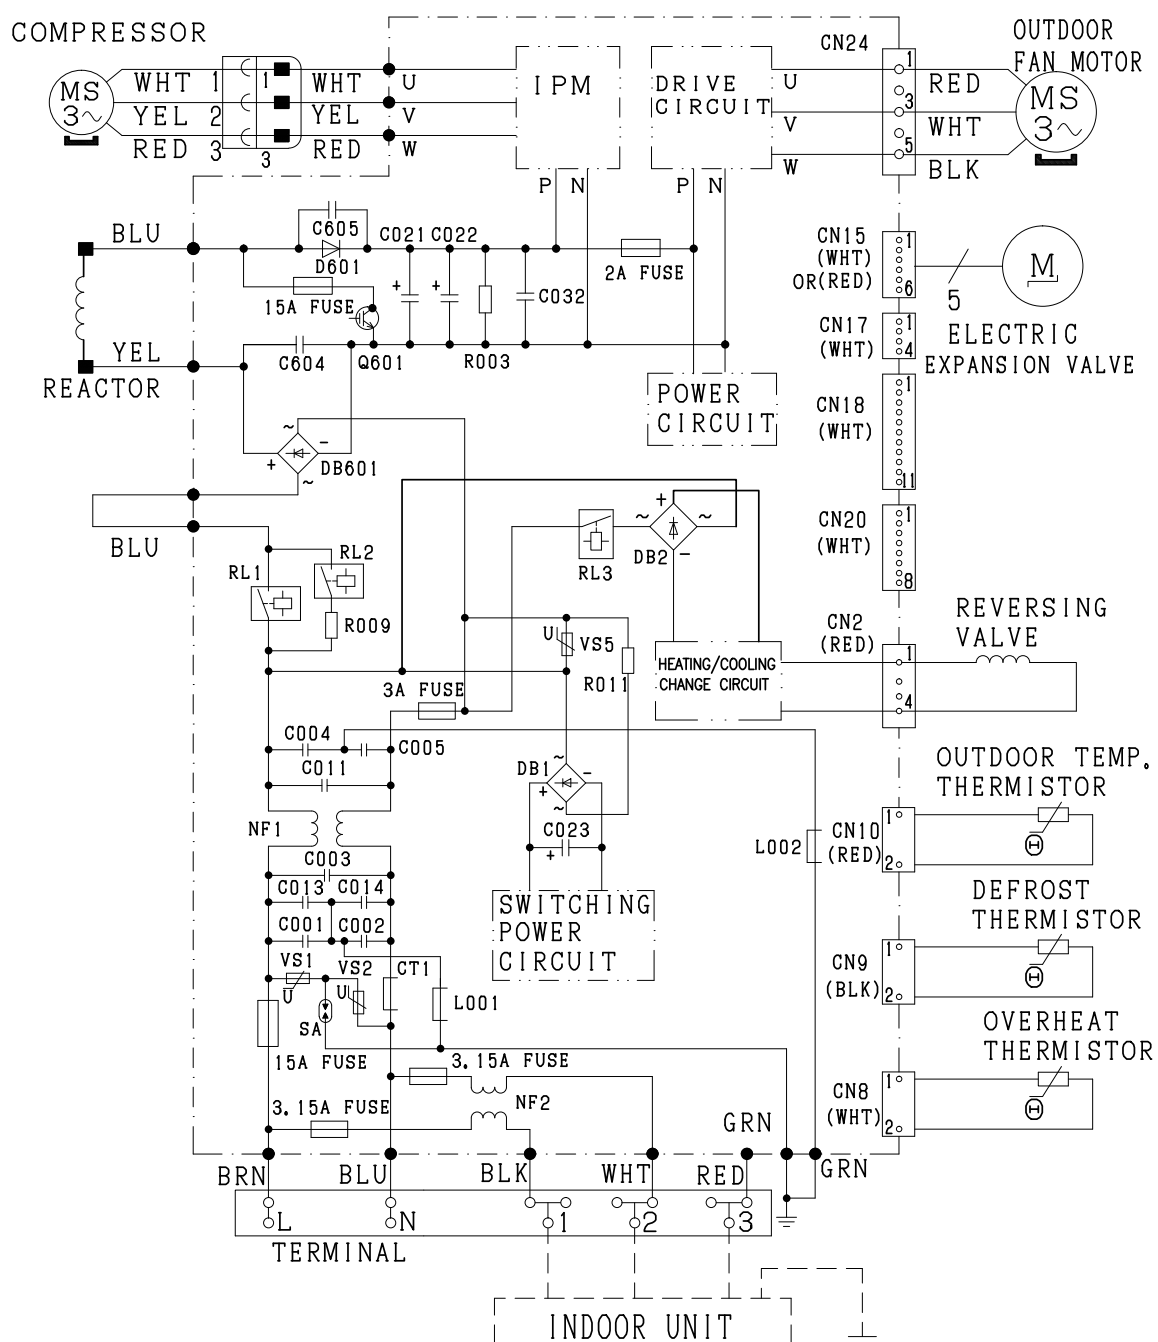 COMPRESSOR
CN24
OUTDOOR
FAN MOTOR
MS
3~
WHT 1 1 WHT U
YEL 2 YEL V
RED 3 3 RED W
IPM
DRIVE
CIRCUIT
U
V
W
1
3
5
RED
WHT
BLK
MS
3~
P N
P N
BLU
C605
D601
C021 C022
+ +
15A FUSE
C032
2A FUSE
CN15
(WHT)
OR(RED)
1
6
5
M
ELECTRIC
EXPANSION VALVE
CN17
(WHT)
1
4
YEL
REACTOR
C604
Q601
R003
POWER
CIRCUIT
CN18
(WHT)
1
11
~
+ -
DB601
~
BLU
CN20
(WHT)
1
8
RL1
RL2
R009
RL3
+
~ ~
DB2 -
CN2
(RED)
1
4
REVERSING
VALVE
U VS5
R011
HEATING/COOLING
CHANGE CIRCUIT
3A FUSE
C004
C005
C011
NF1
DB1
~
+ -
~
C023
+
OUTDOOR TEMP.
THERMISTOR
CN10
(RED)
1
2
Θ
L002
C003
C013 C014
C001 C002
SWITCHING
POWER
CIRCUIT
DEFROST
THERMISTOR
CN9
(BLK)
1
2
Θ
VS1
U
VS2
U
CT1
SA
L001
15A FUSE
OVERHEAT
THERMISTOR
CN8
(WHT)
1
2
Θ
3.15A FUSE
NF2
3.15A FUSE
GRN
BRN BLU BLK WHT RED GRN
L N 1 2 3
TERMINAL
INDOOR UNIT